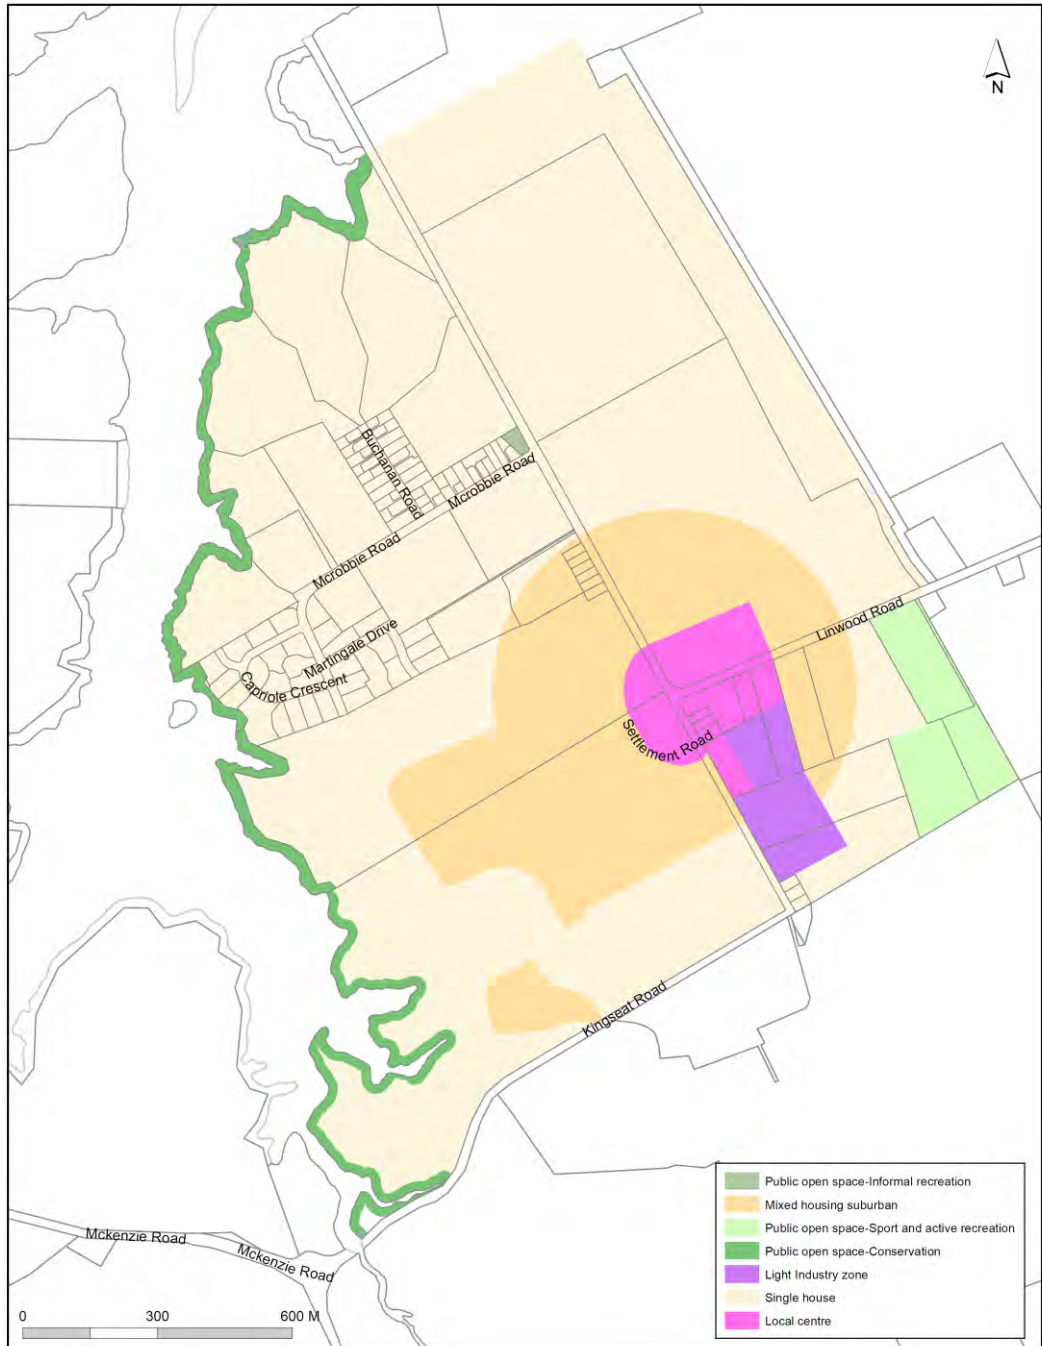 N
Buchanan Road
Mcrobbie Road
Mcrobbie Road
Linwood Road
Martingale Drive
Capriole Crescent
Settlement Road
Kingseat Road
Mckenzie Road
Mckenzie Road
Public open space-Informal recreation
Mixed housing suburban
Public open space-Sport and active recreation
Public open space-Conservation
Light Industry zone
Single house
Local centre
0 300 600 M